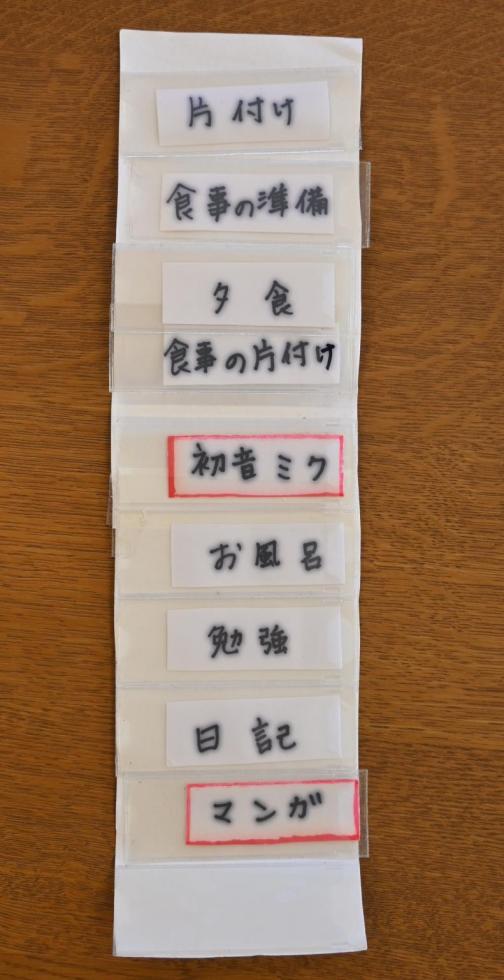 片付け
食事の準備
夕食
食事の片付け
初音ミク
お風呂
勉強
日記
マンガ